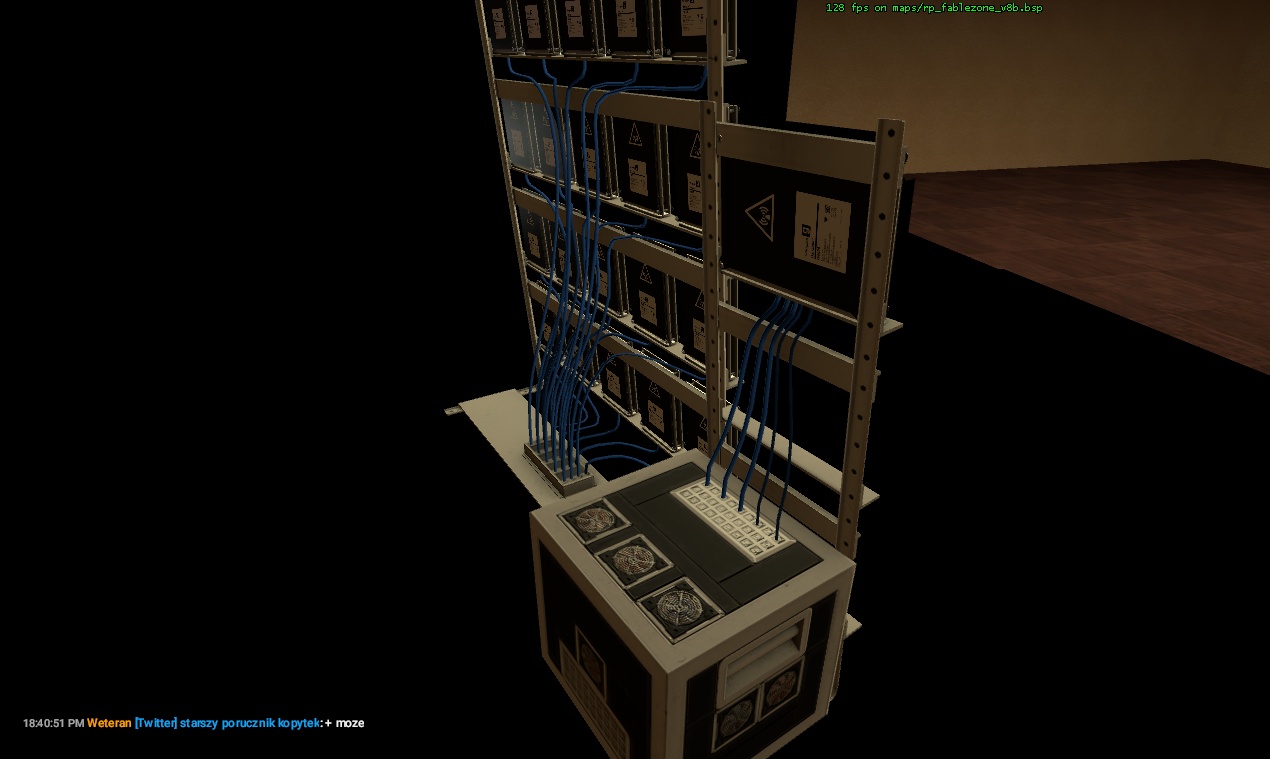 128 fps on maps/rp_fablezone_v8b.bsp
18:40:51 PM Weteran [Twitter] starszy porucznik kopytek: + moze